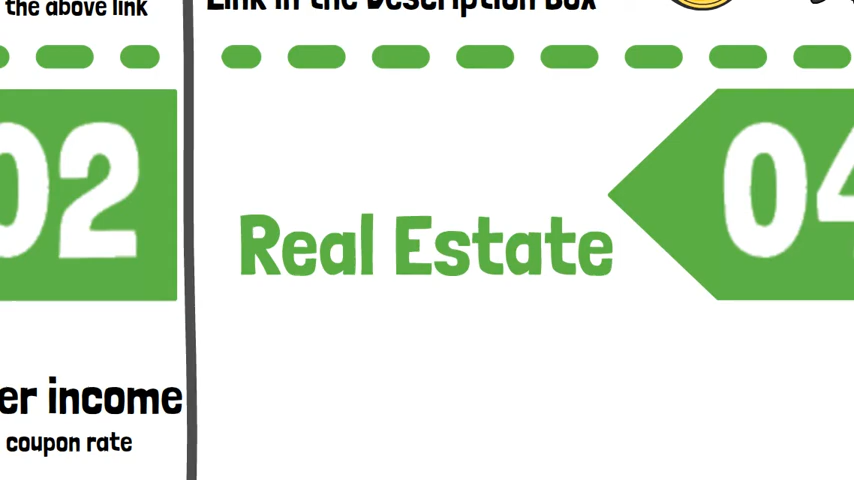 the above link
Link in the Description Box
02
04
Real Estate
er income
coupon rate